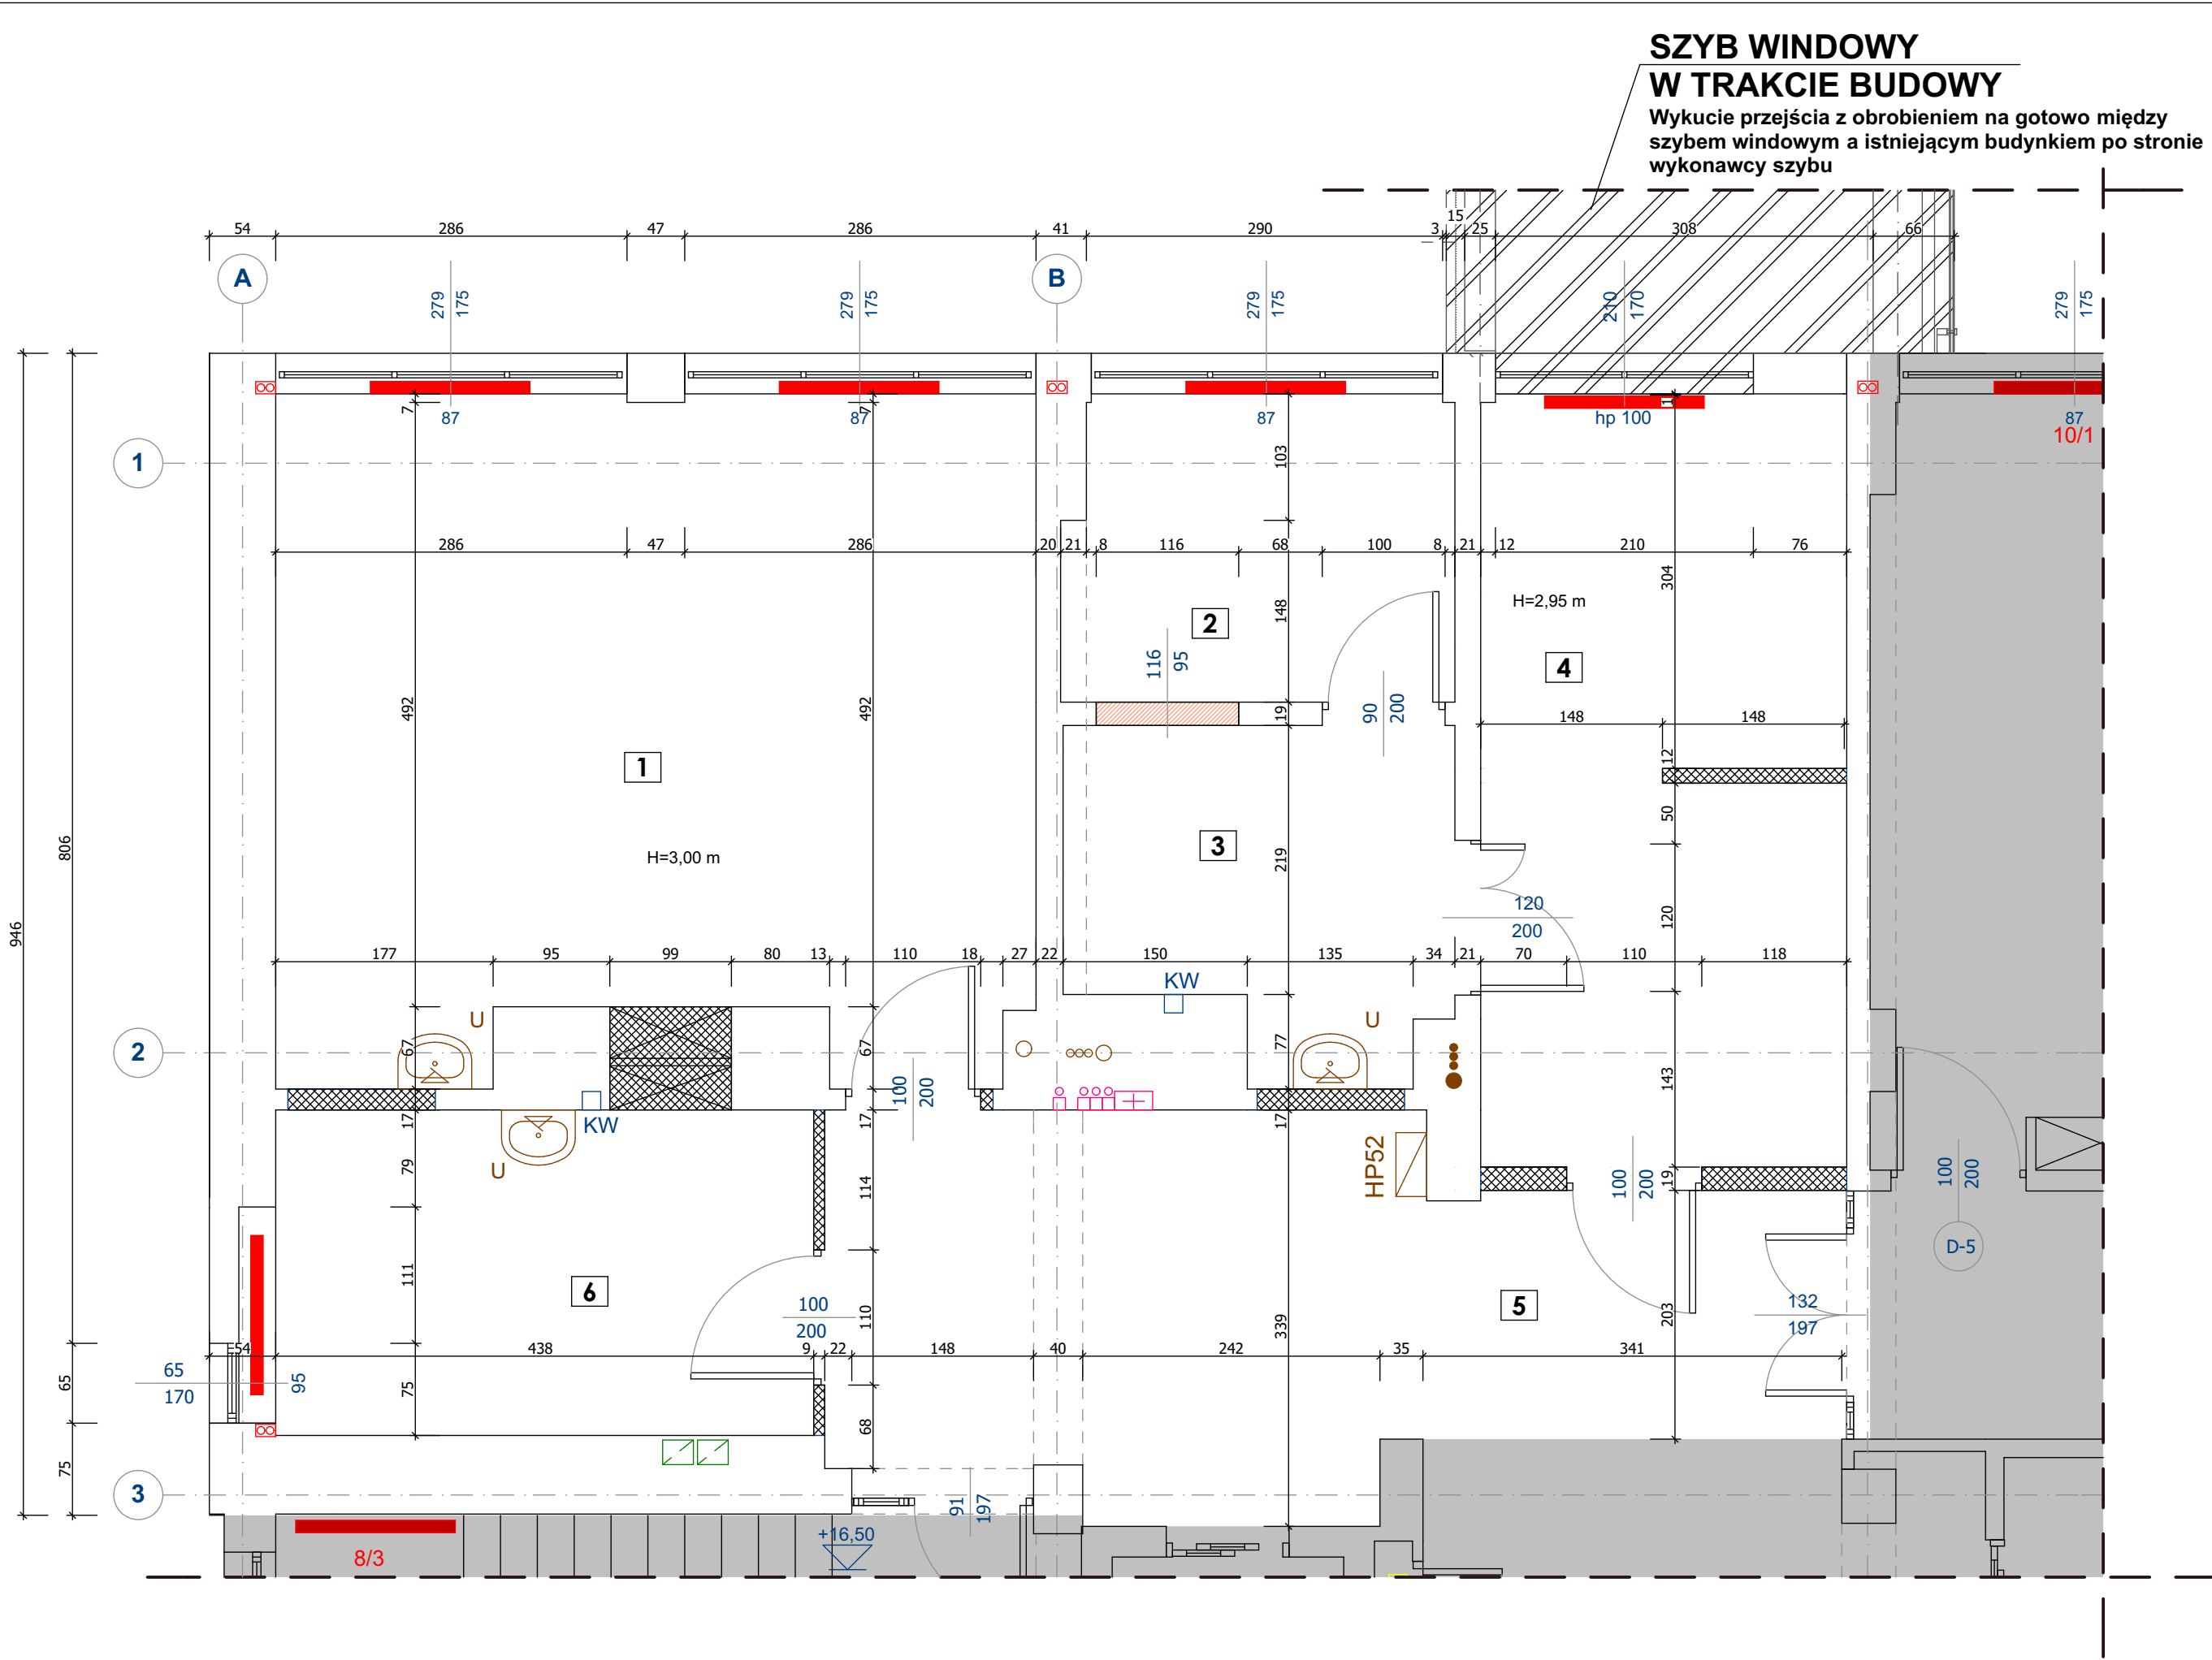 SZYB WINDOWY
W TRAKCIE BUDOWY
Wykucie przejścia z obrobieniem na gotowo między
szybem windowym a istniejącym budynkiem po stronie
wykonawcy szybu
54 286 47 286 41 290 3 15 25 308 66
A B
279 175 279 175 279 175 210 170 279 175
7 87 7 87 87 hp 100 1 87
10/1
1
103
286 47 286 20 21 8 116 68 100 8 21 12 210 76
304
H=2,95 m
148
2
4
116 95
492 492 19 90 200
148 148
12
1
50
3
H=3,00 m
806
219
120
200
120
946
177 95 99 80 13 110 18 27 22 150 135 34 21 70 110 118
KW
U U
2
67 67 77 143
100 200
17 KW 17 17
U
79 114 HP52 100 200 19 100 200
D-5
111
6
100
200
110
5
132
197
203
339
54 438 9 22 148 40 242 35 341
65
170
95
65 75 68
75
3
91 197
+16,50
8/3